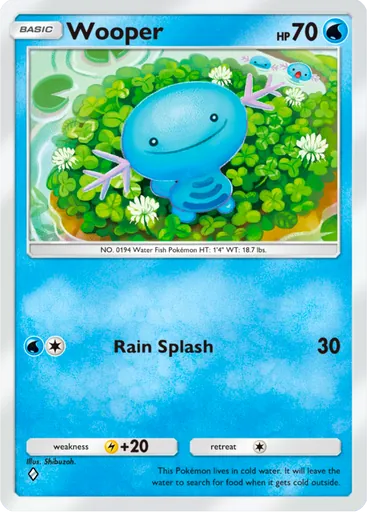 BASIC Wooper HP 70
NO. 0194 Water Fish Pokémon HT: 1'4" WT: 18.7 lbs.
Rain Splash 30
weakness +20 retreat
Illus. Shibuzoh.
This Pokémon lives in cold water. It will leave
the water to search for food when it gets cold outside.